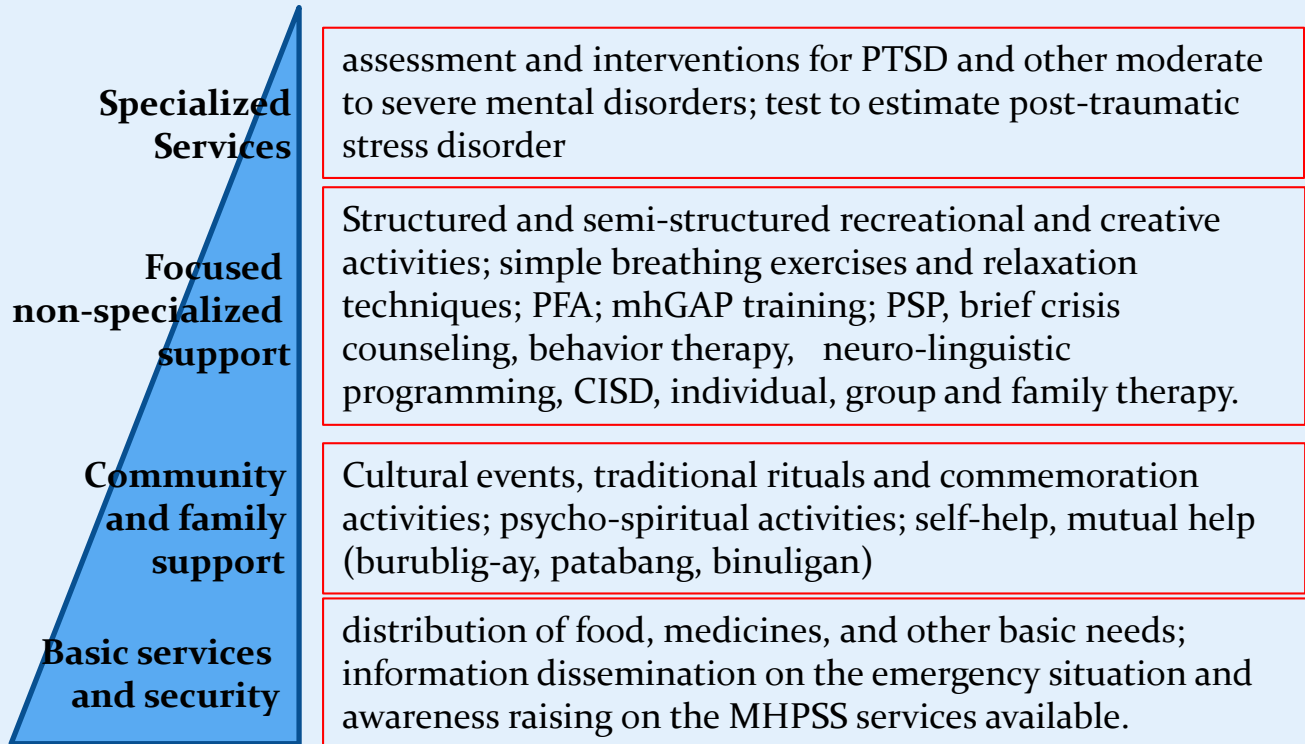 Specialized
Services
assessment and interventions for PTSD and other moderate
to severe mental disorders; test to estimate post-traumatic
stress disorder
Focused
non-specialized
support
Structured and semi-structured recreational and creative
activities; simple breathing exercises and relaxation
techniques; PFA; mhGAP training; PSP, brief crisis
counseling, behavior therapy, neuro-linguistic
programming, CISD, individual, group and family therapy.
Community
and family
support
Cultural events, traditional rituals and commemoration
activities; psycho-spiritual activities; self-help, mutual help
(burublig-ay, patabang, binuligan)
Basic services
and security
distribution of food, medicines, and other basic needs;
information dissemination on the emergency situation and
awareness raising on the MHPSS services available.